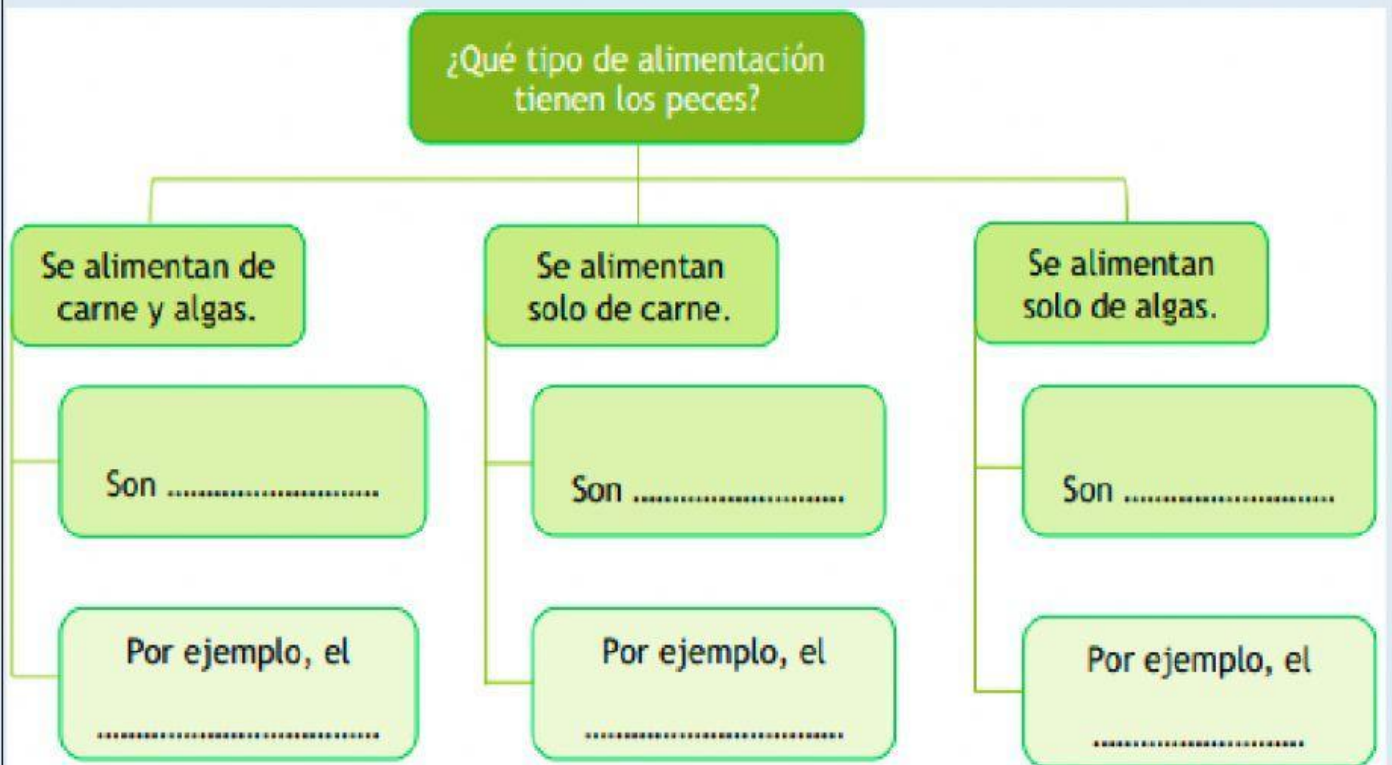 ¿Qué tipo de alimentación
tienen los peces?
Se alimentan de
carne y algas.
Son ............................
Por ejemplo, el
......................................
Se alimentan
solo de carne.
Son ............................
Por ejemplo, el
...................................
Se alimentan
solo de algas.
Son ............................
Por ejemplo, el
............................